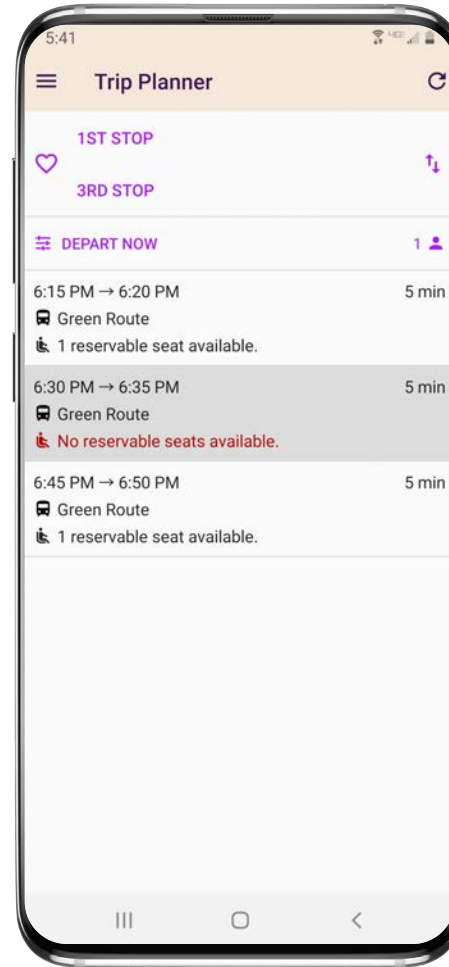 5:41
Trip Planner
1ST STOP
3RD STOP
DEPART NOW 1
6:15 PM → 6:20 PM 5 min
Green Route
1 reservable seat available.
6:30 PM → 6:35 PM 5 min
Green Route
No reservable seats available.
6:45 PM → 6:50 PM 5 min
Green Route
1 reservable seat available.